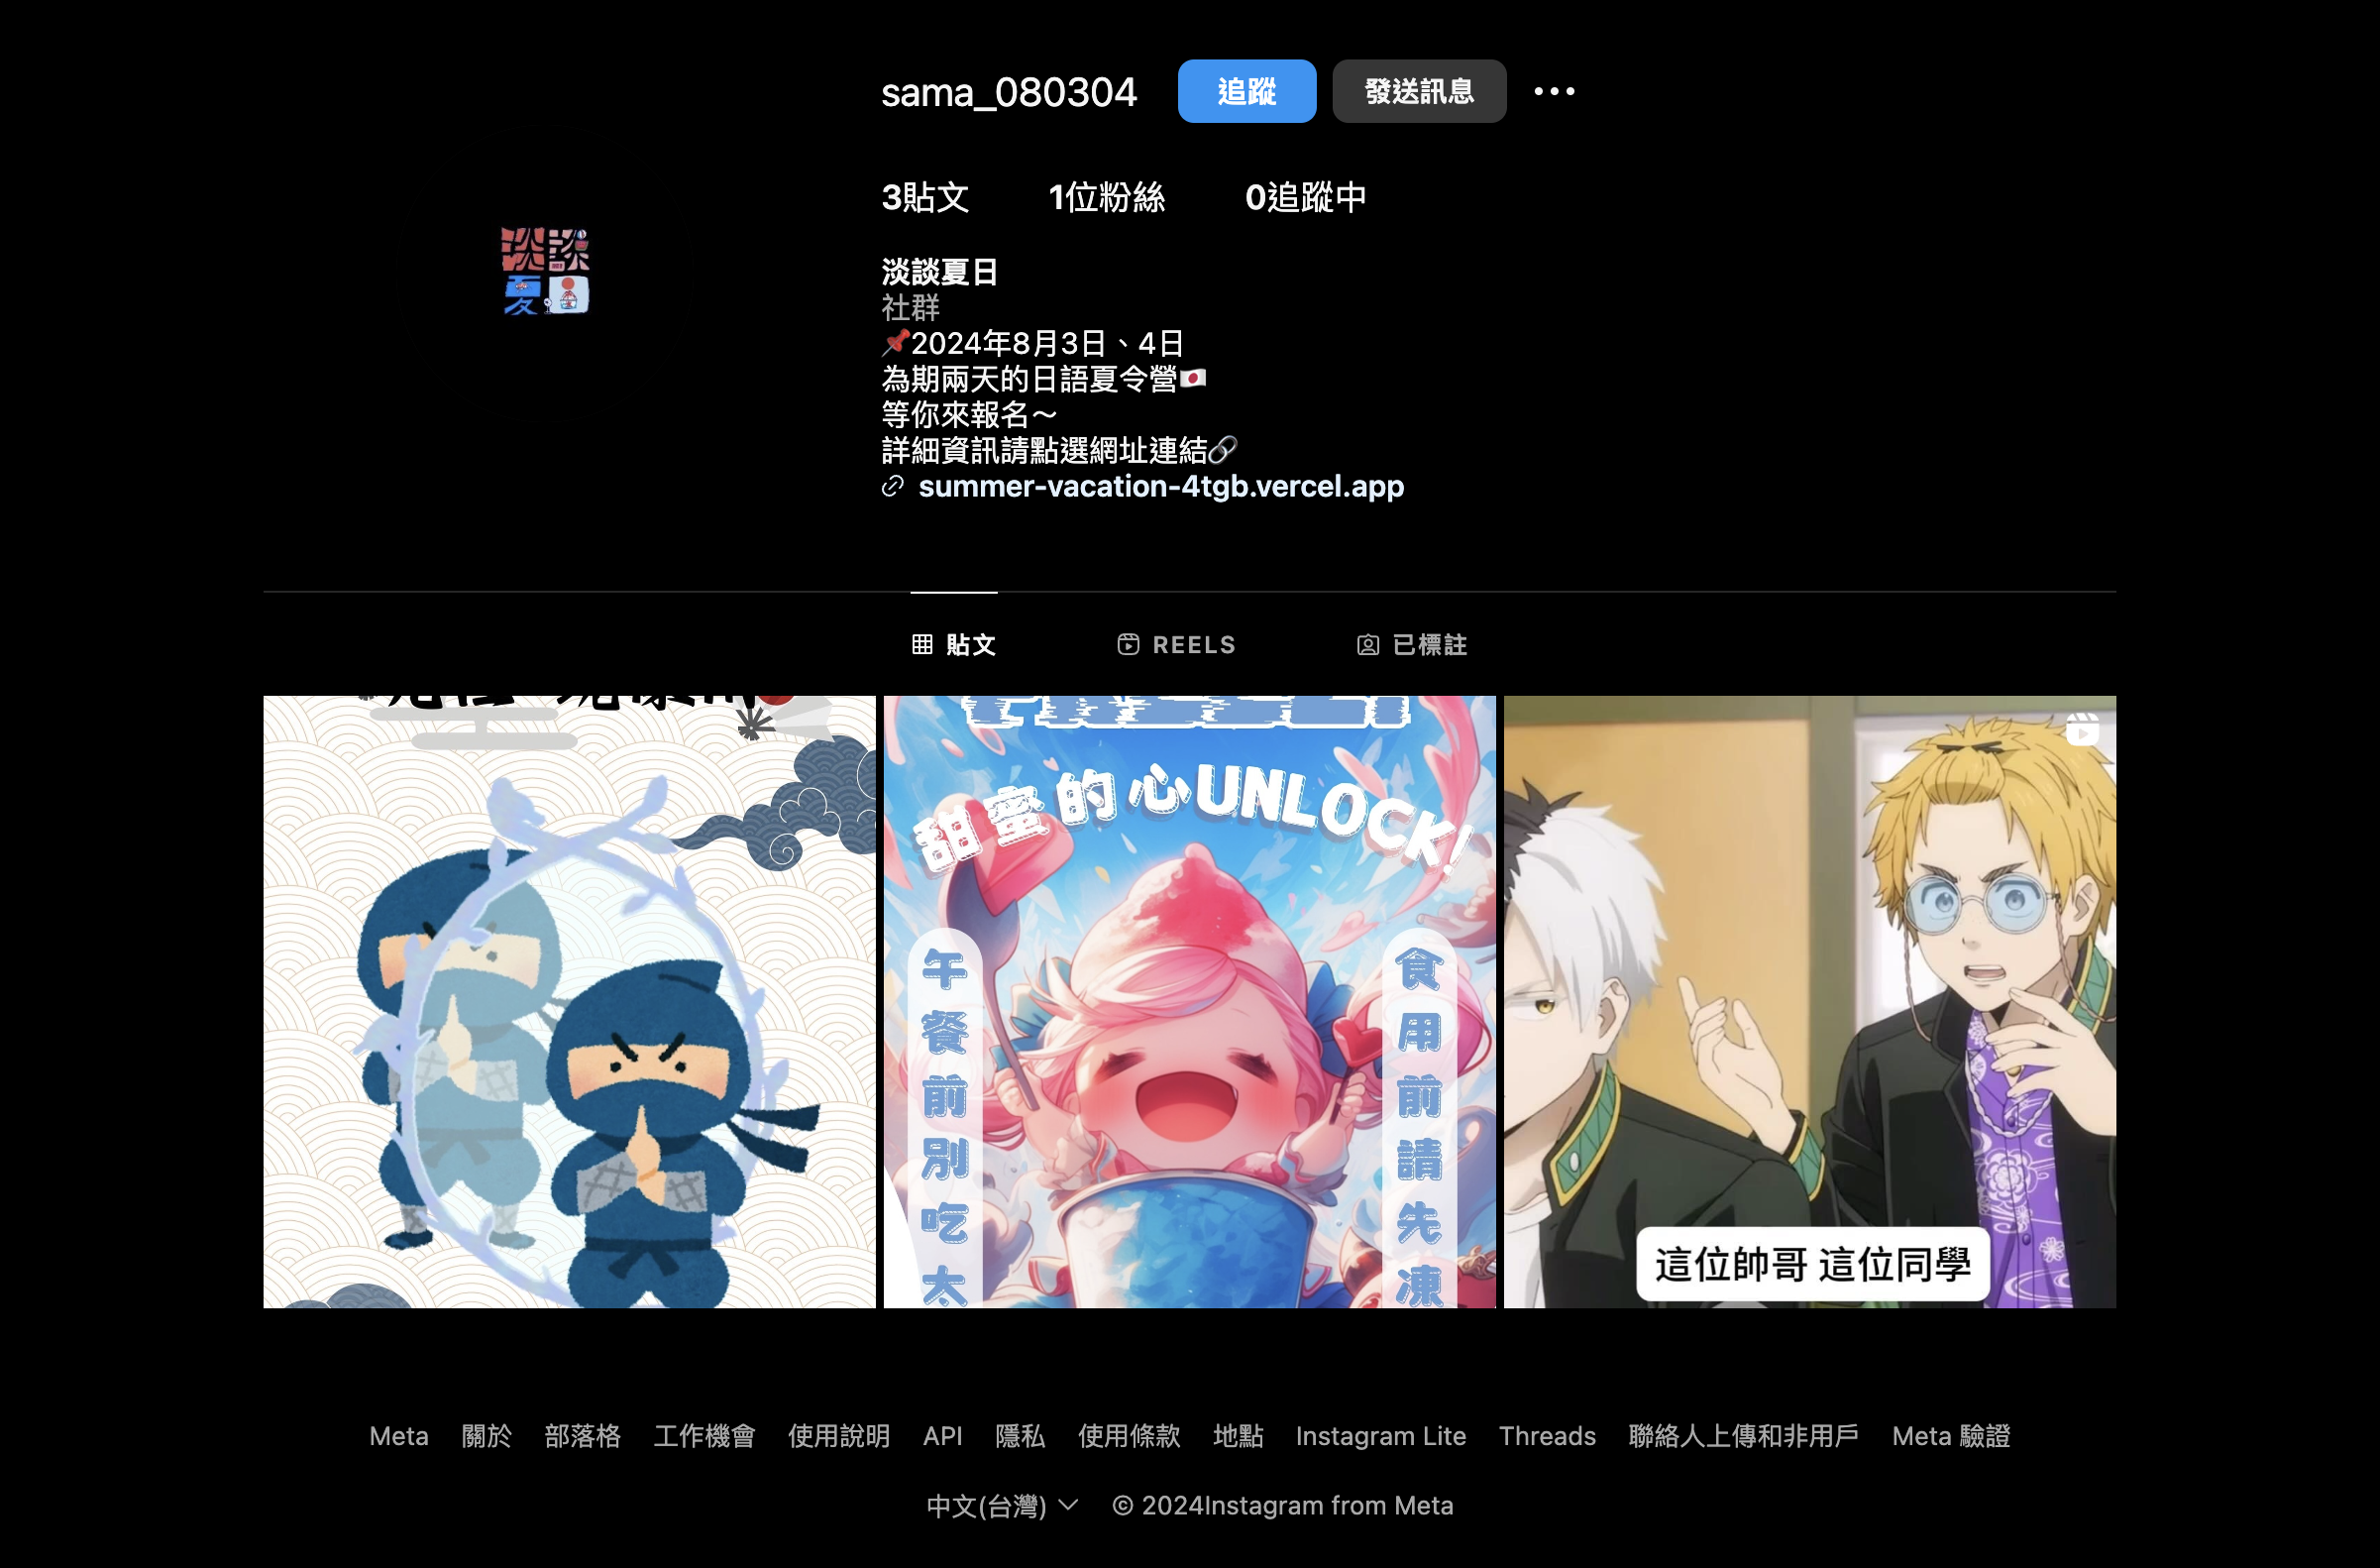 sama_080304 追蹤 發送訊息
3貼文 1位粉絲 0追蹤中
淡談夏日
社群
📌2024年8月3日、4日
為期兩天的日語夏令營🇯🇵
等你來報名～
詳細資訊請點選網址連結🔗
summer-vacation-4tgb.vercel.app
淡談
夏日
貼文 REELS 已標註
甜蜜的心UNLOCK!
午餐前別吃太
食用前請先凍
這位帥哥 這位同學
Meta 關於 部落格 工作機會 使用說明 API 隱私 使用條款 地點 Instagram Lite Threads 聯絡人上傳和非用戶 Meta 驗證
中文(台灣) © 2024Instagram from Meta